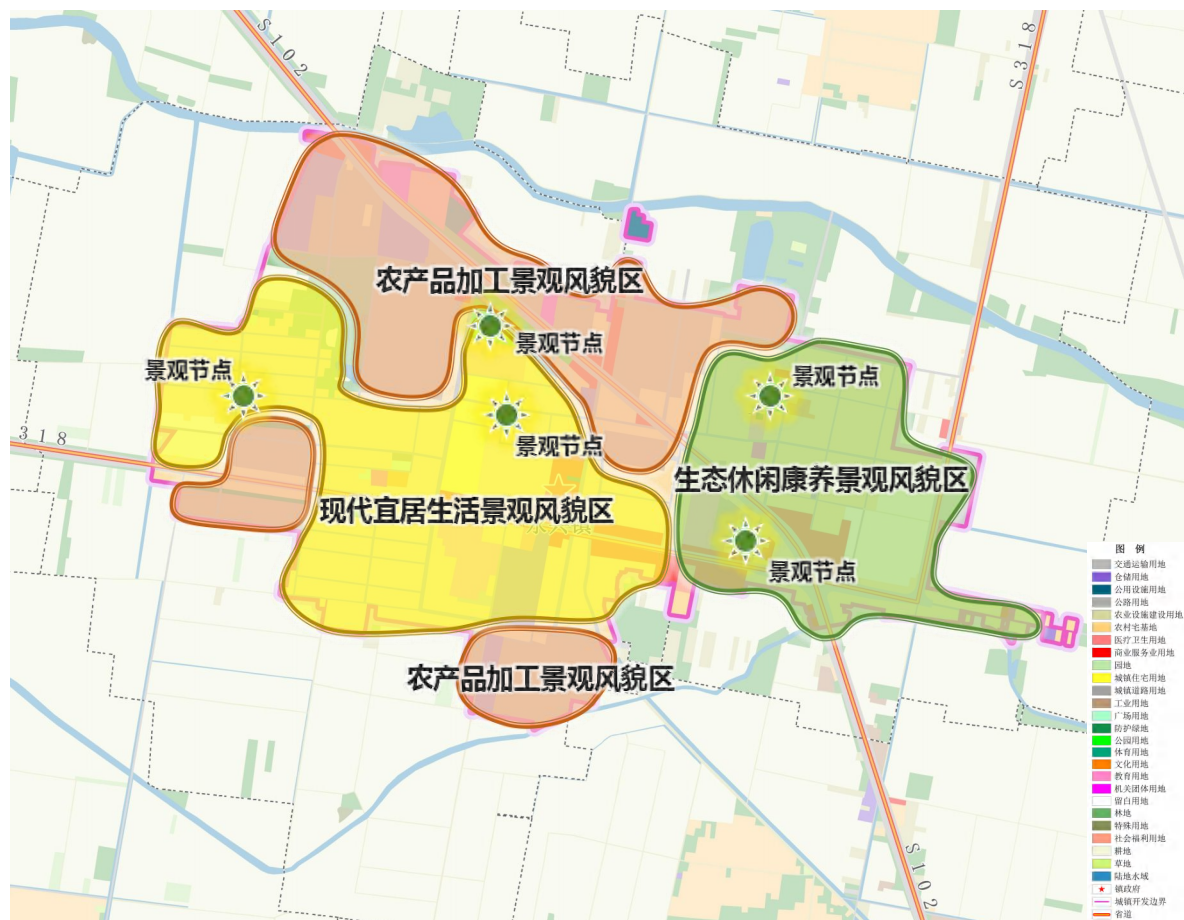 S102
S318
农产品加工景观风貌区
景观节点
景观节点
景观节点
景观节点
318
生态休闲康养景观风貌区
现代宜居生活景观风貌区
景观节点
农产品加工景观风貌区
S102
图 例
交通运输用地
仓储用地
公用设施用地
公路用地
农业设施建设用地
农村宅基地
医疗卫生用地
商业服务业用地
园地
城镇住宅用地
城镇道路用地
工业用地
广场用地
防护绿地
公园用地
体育用地
文化用地
教育用地
机关团体用地
留白用地
林地
特殊用地
社会福利用地
耕地
草地
陆地水域
镇政府
城镇开发边界
省道